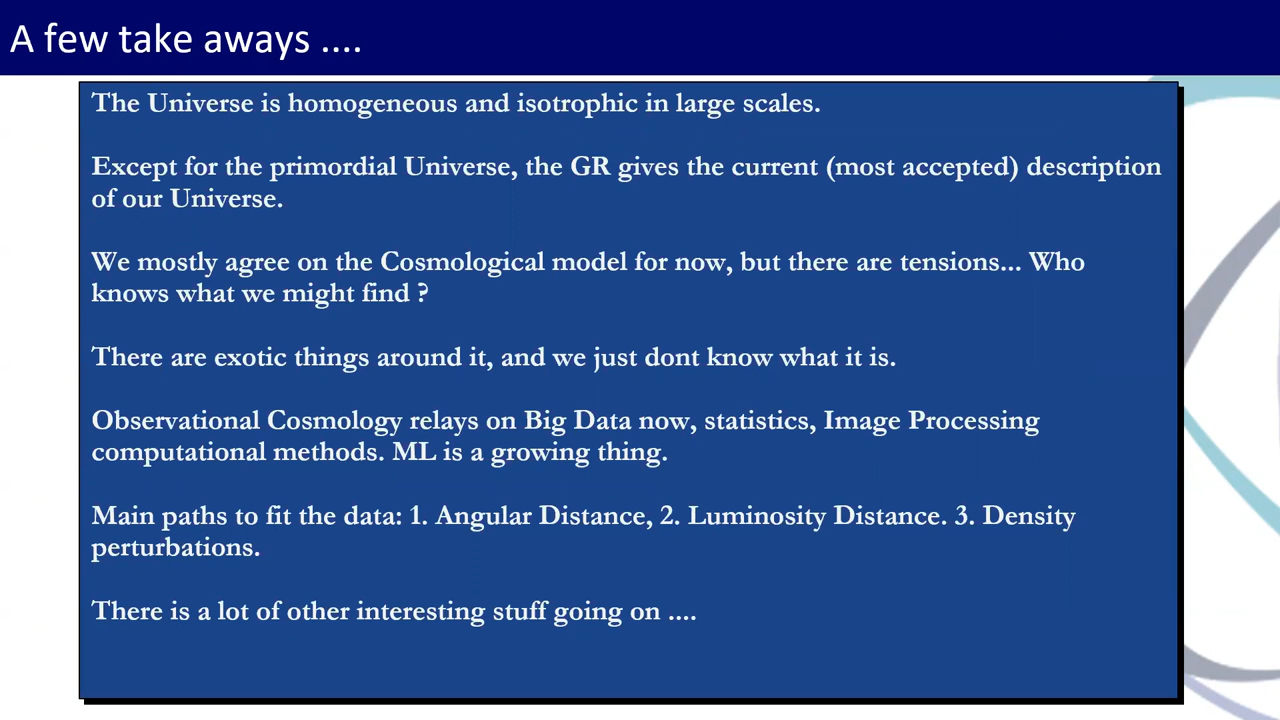 A few take aways ....
The Universe is homogeneous and isotrophic in large scales.
Except for the primordial Universe, the GR gives the current (most accepted) description
of our Universe.
We mostly agree on the Cosmological model for now, but there are tensions... Who
knows what we might find ?
There are exotic things around it, and we just dont know what it is.
Observational Cosmology relays on Big Data now, statistics, Image Processing
computational methods. ML is a growing thing.
Main paths to fit the data: 1. Angular Distance, 2. Luminosity Distance. 3. Density
perturbations.
There is a lot of other interesting stuff going on ....